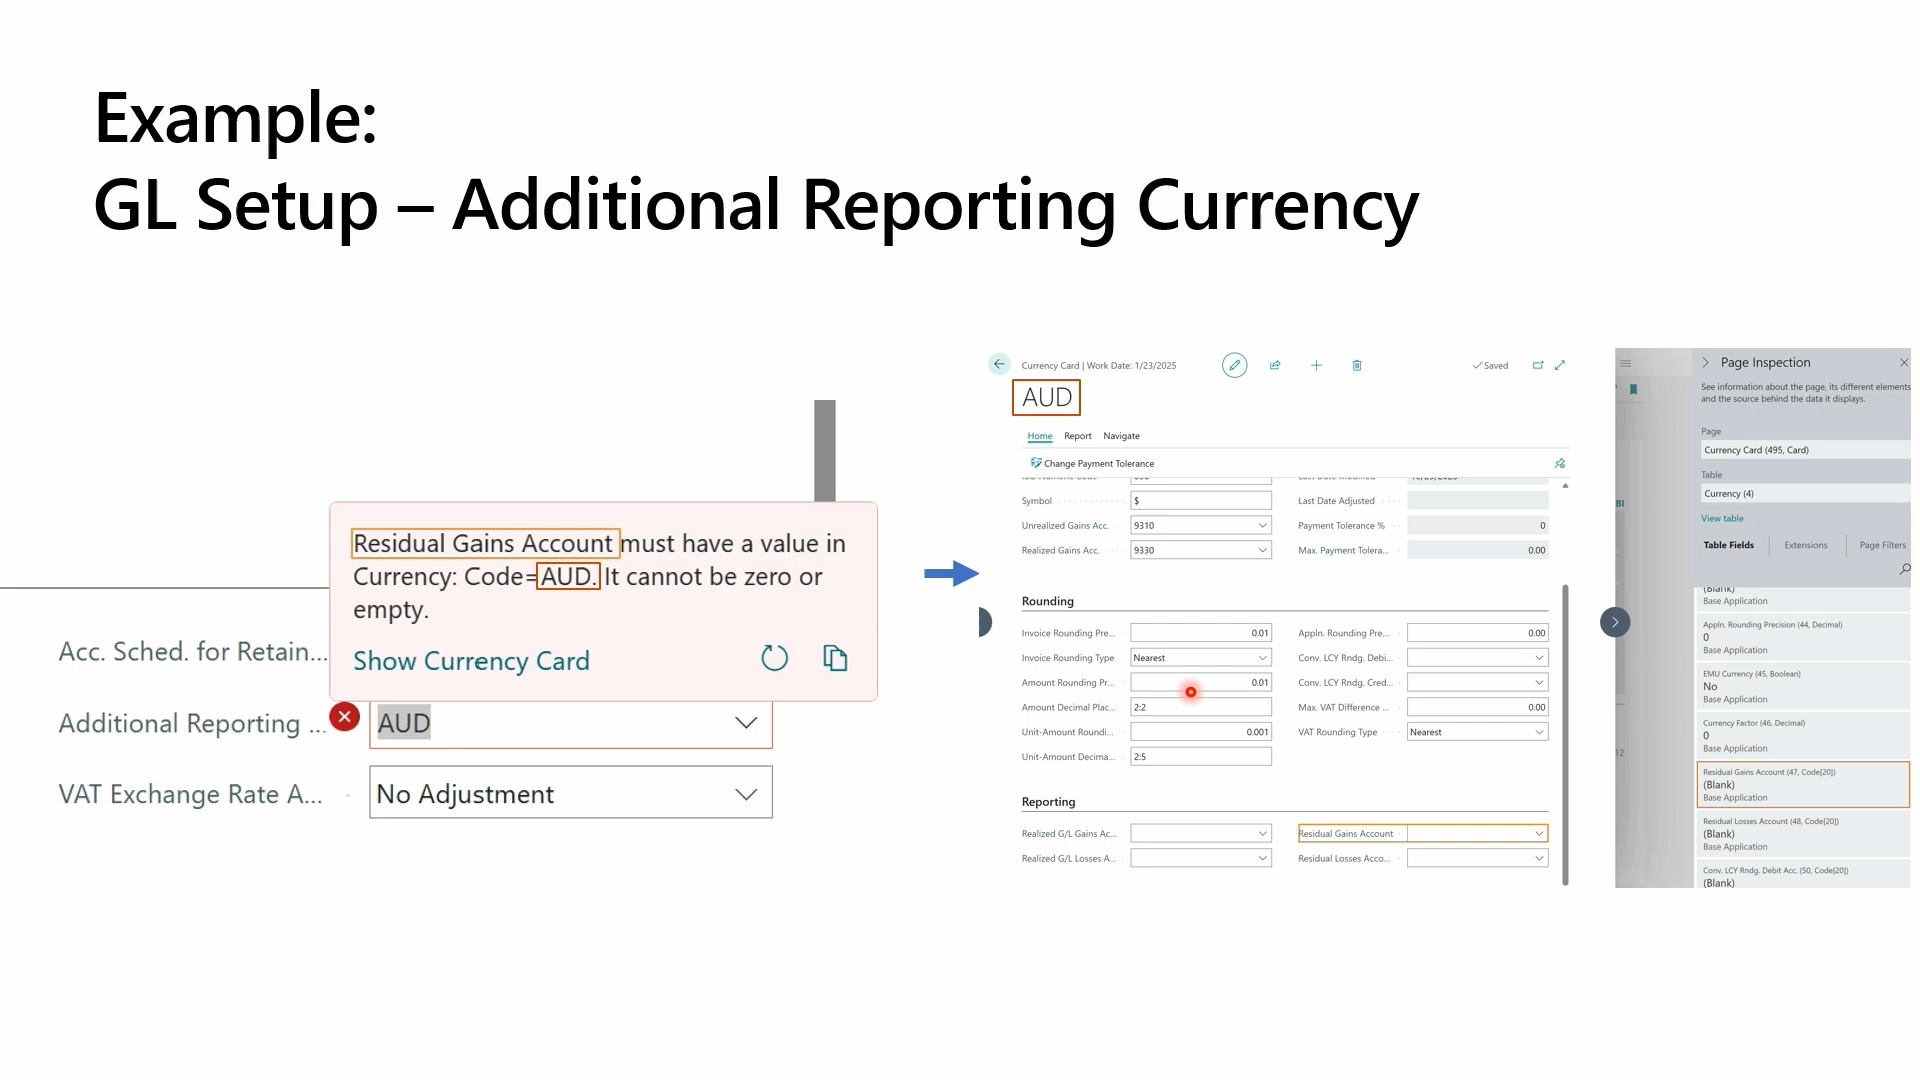 Example:
GL Setup – Additional Reporting Currency
Residual Gains Account must have a value in
Currency: Code=AUD. It cannot be zero or
empty.
Show Currency Card
Acc. Sched. for Retain...
Additional Reporting ...
AUD
VAT Exchange Rate A...
No Adjustment
Currency Card | Work Date: 1/23/2025
Saved
AUD
Home Report Navigate
Change Payment Tolerance
Symbol $
Last Date Adjusted
Unrealized Gains Acc. 9310
Payment Tolerance % 0
Realized Gains Acc. 9330
Max. Payment Tolera... 0.00
Rounding
Invoice Rounding Pre... 0.01
Appln. Rounding Pre... 0.00
Invoice Rounding Type Nearest
Conv. LCY Rndg. Debi...
Amount Rounding Pr... 0.01
Conv. LCY Rndg. Cred...
Amount Decimal Plac... 2:2
Max. VAT Difference ... 0.00
Unit-Amount Roundi... 0.001
VAT Rounding Type Nearest
Unit-Amount Decima... 2:5
Reporting
Realized G/L Gains Ac...
Residual Gains Account
Realized G/L Losses A...
Residual Losses Acco...
BI
12
Page Inspection
See information about the page, its different elements
and the source behind the data it displays.
Page
Currency Card (495, Card)
Table
Currency (4)
View table
Table Fields Extensions Page Filters
(Blank)
Base Application
Appln. Rounding Precision (44, Decimal)
0
Base Application
EMU Currency (45, Boolean)
No
Base Application
Currency Factor (46, Decimal)
0
Base Application
Residual Gains Account (47, Code[20])
(Blank)
Base Application
Residual Losses Account (48, Code[20])
(Blank)
Base Application
Conv. LCY Rndg. Debit Acc. (50, Code[20])
(Blank)